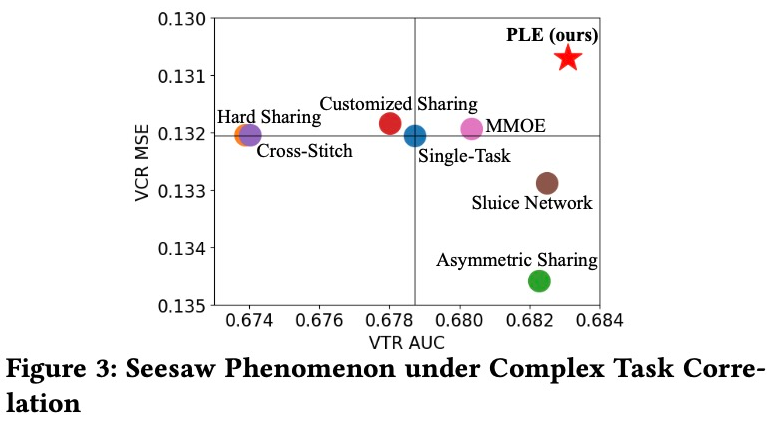 0.130
PLE (ours)
0.131
Customized Sharing
Hard Sharing
MMOE
0.132
Cross-Stitch
Single-Task
VCR MSE
0.133
Sluice Network
0.134
Asymmetric Sharing
0.135
0.674 0.676 0.678 0.680 0.682 0.684
VTR AUC
Figure 3: Seesaw Phenomenon under Complex Task Corre-
lation